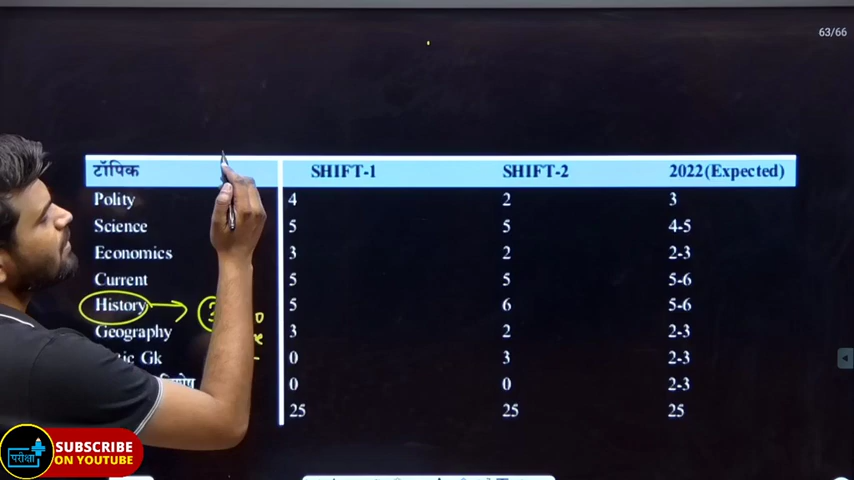 63/66
टॉपिक SHIFT-1 SHIFT-2 2022(Expected)
Polity 4 2 3
Science 5 5 4-5
Economics 3 2 2-3
Current 5 5 5-6
History 5 6 5-6
Geography 3 2 2-3
Gk 0 3 2-3
0 0 2-3
25 25 25
परीक्षा
SUBSCRIBE
ON YOUTUBE